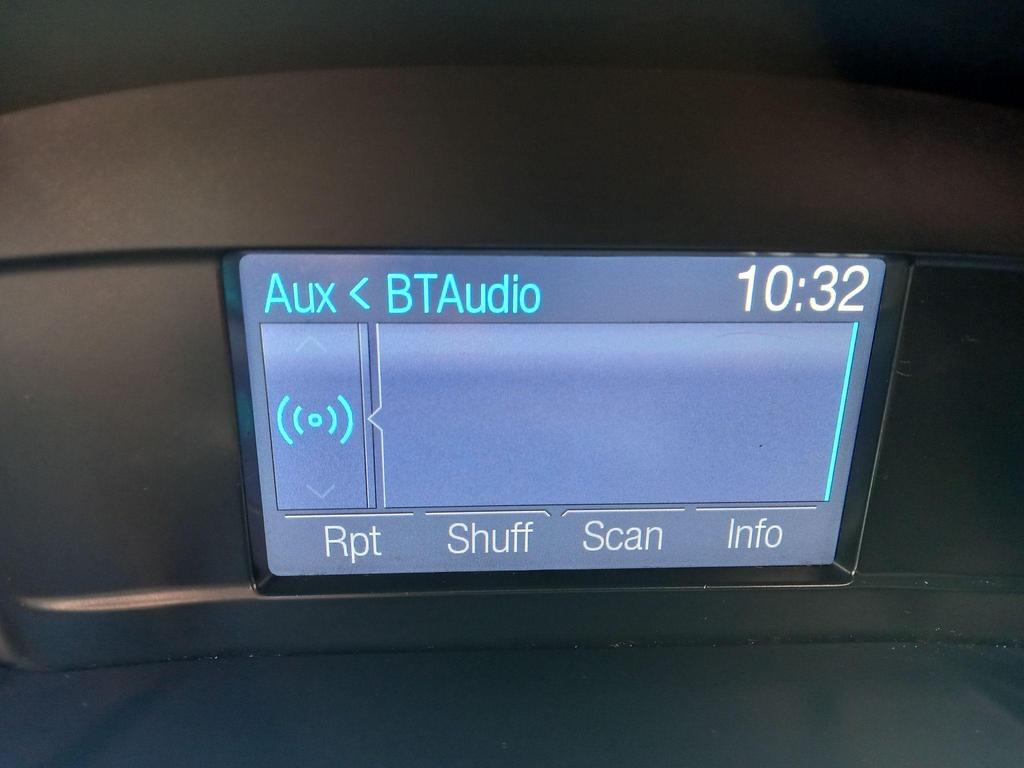 Aux < BTAudio 10:32
Rpt Shuff Scan Info